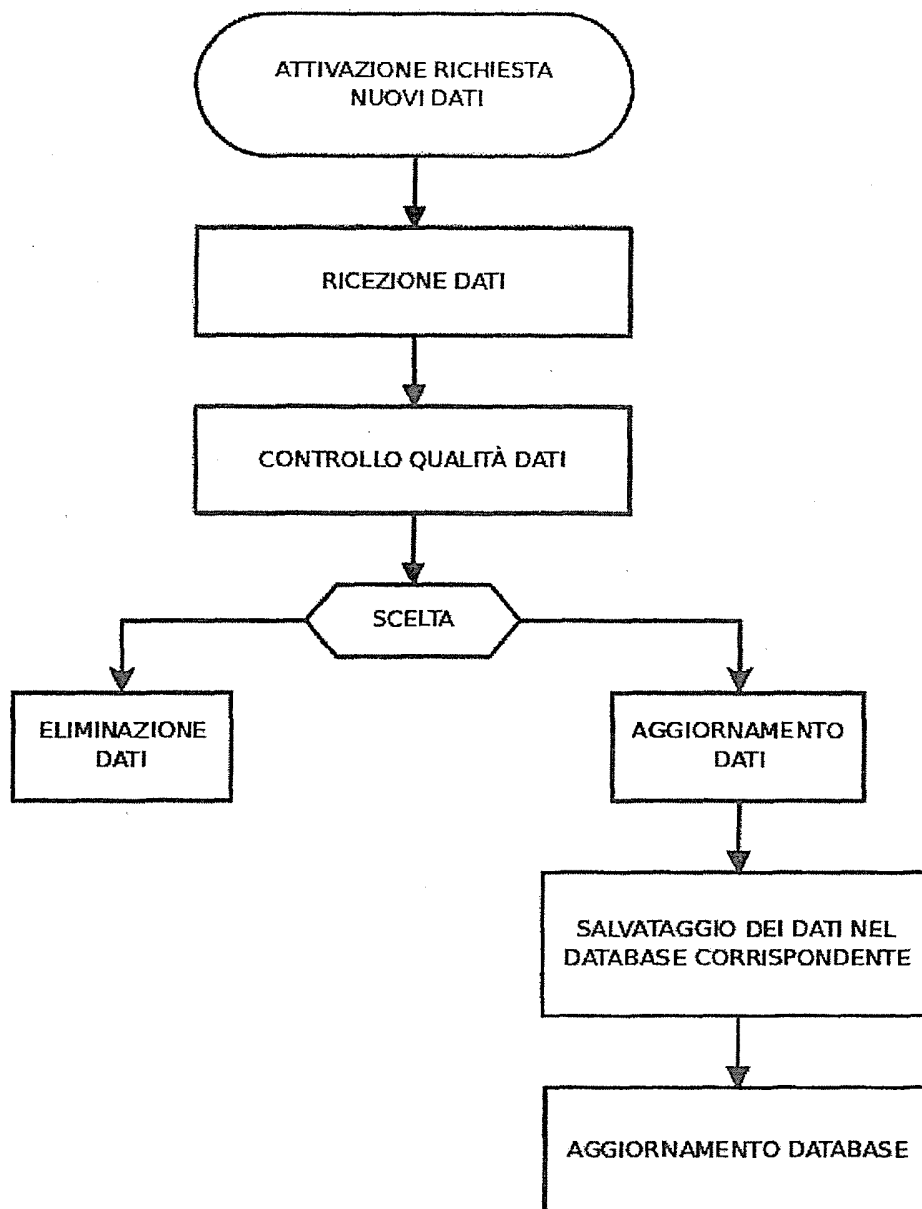 ATTIVAZIONE RICHIESTA
NUOVI DATI
RICEZIONE DATI
CONTROLLO QUALITÀ DATI
SCELTA
ELIMINAZIONE
DATI
AGGIORNAMENTO
DATI
SALVATAGGIO DEI DATI NEL
DATABASE CORRISPONDENTE
AGGIORNAMENTO DATABASE